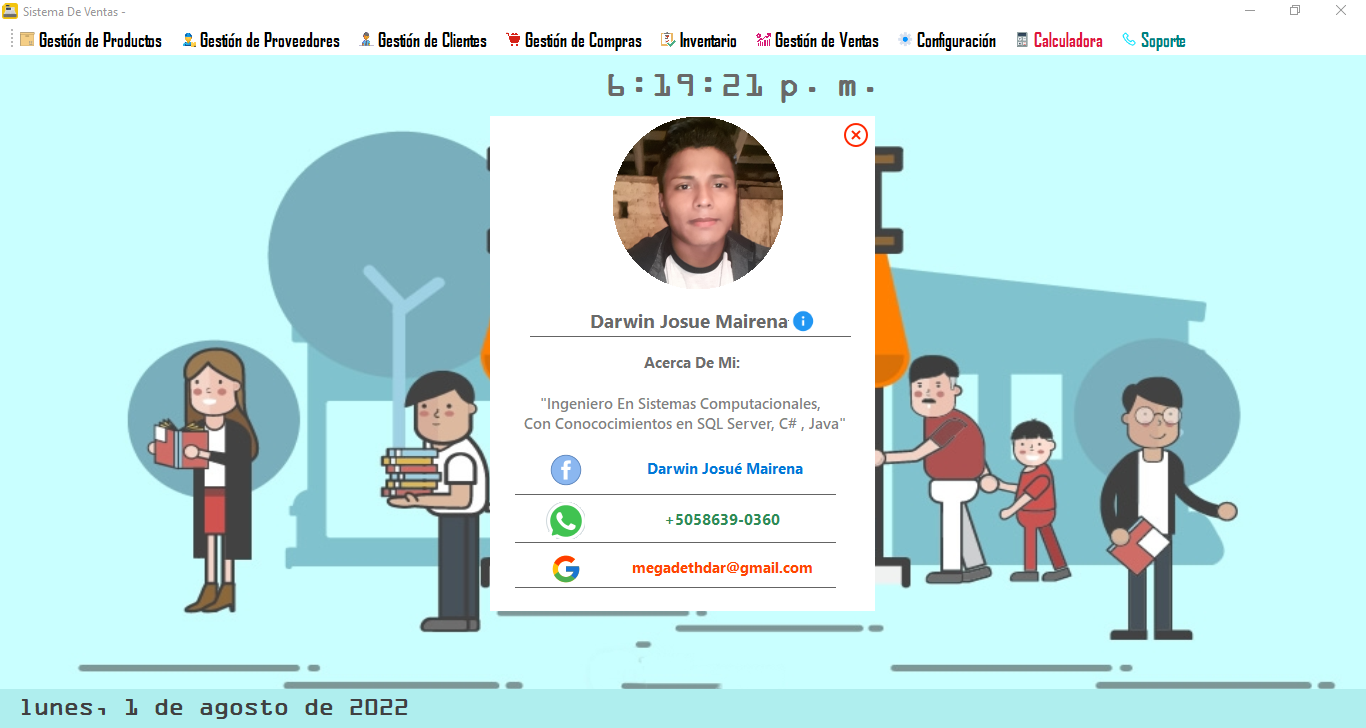 Sistema De Ventas -
Gestión de Productos Gestión de Proveedores Gestión de Clientes Gestión de Compras Inventario Gestión de Ventas Configuración Calculadora Soporte
6:19:21 p. m.
Darwin Josue Mairena
Acerca De Mi:
"Ingeniero En Sistemas Computacionales,
Con Conococimientos en SQL Server, C# , Java"
Darwin Josué Mairena
+5058639-0360
megadethdar@gmail.com
lunes, 1 de agosto de 2022